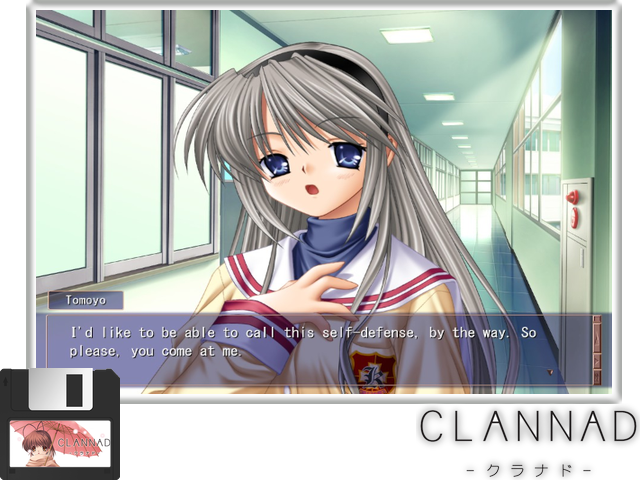 Tomoyo
I'd like to be able to call this self-defense, by the way. So
please, you come at me.
CLANNAD
CLANNAD
-クラナド-